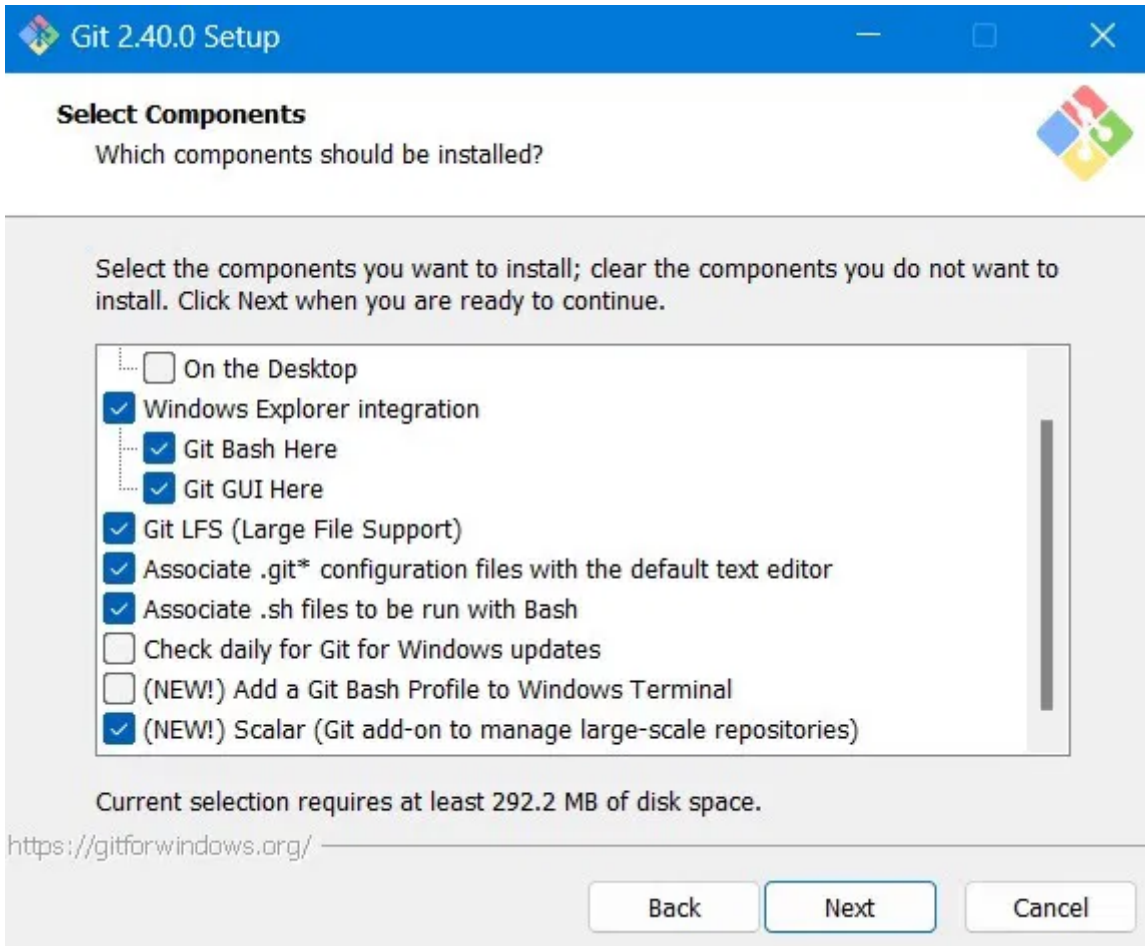 Git 2.40.0 Setup
Select Components
Which components should be installed?
Select the components you want to install; clear the components you do not want to
install. Click Next when you are ready to continue.
On the Desktop
Windows Explorer integration
Git Bash Here
Git GUI Here
Git LFS (Large File Support)
Associate .git* configuration files with the default text editor
Associate .sh files to be run with Bash
Check daily for Git for Windows updates
(NEW!) Add a Git Bash Profile to Windows Terminal
(NEW!) Scalar (Git add-on to manage large-scale repositories)
Current selection requires at least 292.2 MB of disk space.
https://gitforwindows.org/
Back Next Cancel